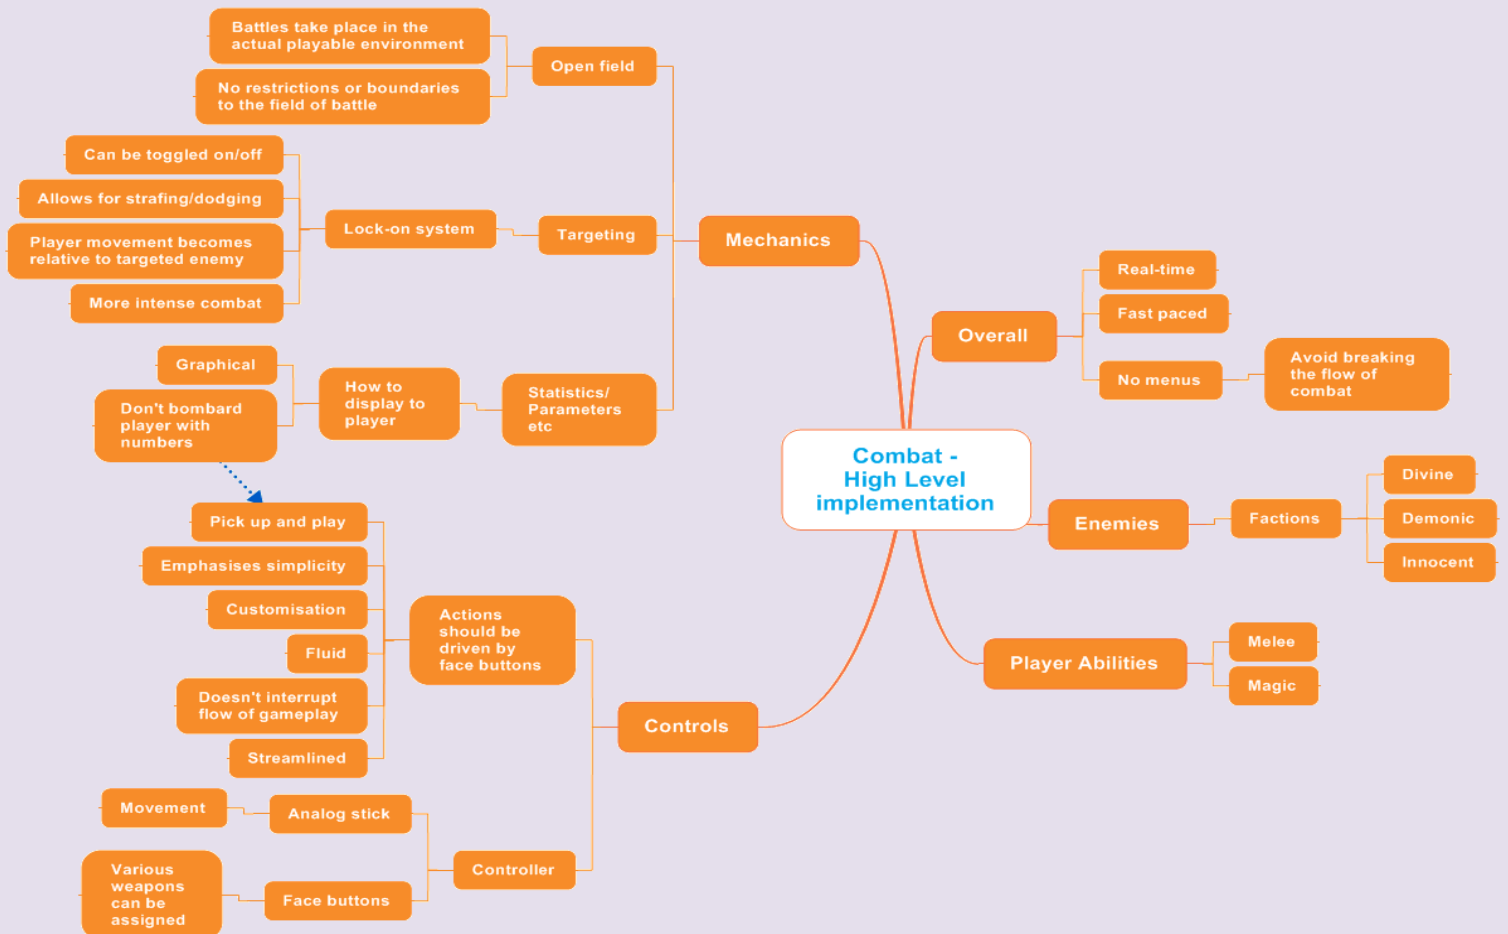 Battles take place in the
actual playable environment
No restrictions or boundaries
to the field of battle
Open field
Can be toggled on/off
Allows for strafing/dodging
Player movement becomes
relative to targeted enemy
More intense combat
Lock-on system
Targeting
Graphical
Don't bombard
player with
numbers
How to
display to
player
Statistics/
Parameters
etc
Mechanics
Overall
Real-time
Fast paced
No menus
Avoid breaking
the flow of
combat
Combat -
High Level
implementation
Enemies
Factions
Divine
Demonic
Innocent
Player Abilities
Melee
Magic
Pick up and play
Emphasises simplicity
Customisation
Fluid
Doesn't interrupt
flow of gameplay
Streamlined
Actions
should be
driven by
face buttons
Controls
Movement
Analog stick
Controller
Various
weapons
can be
assigned
Face buttons